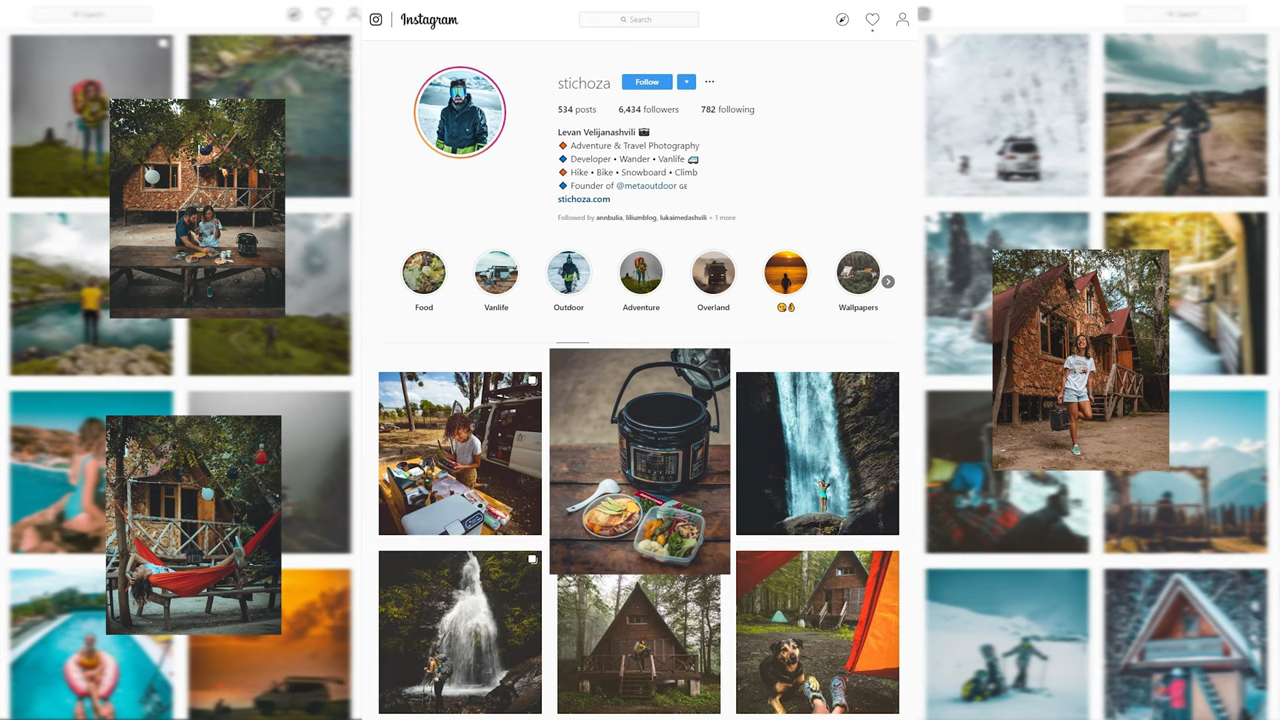 Instagram
Search
stichoza Follow
534 posts 6,434 followers 782 following
Levan Velijanashvili
Adventure & Travel Photography
Developer • Wander • Vanlife
Hike • Bike • Snowboard • Climb
Founder of @metaoutdoor GE
stichoza.com
Followed by annbulia, liliumblog, lukaimedashvili + 1 more
Food Vanlife Outdoor Adventure Overland Wallpapers